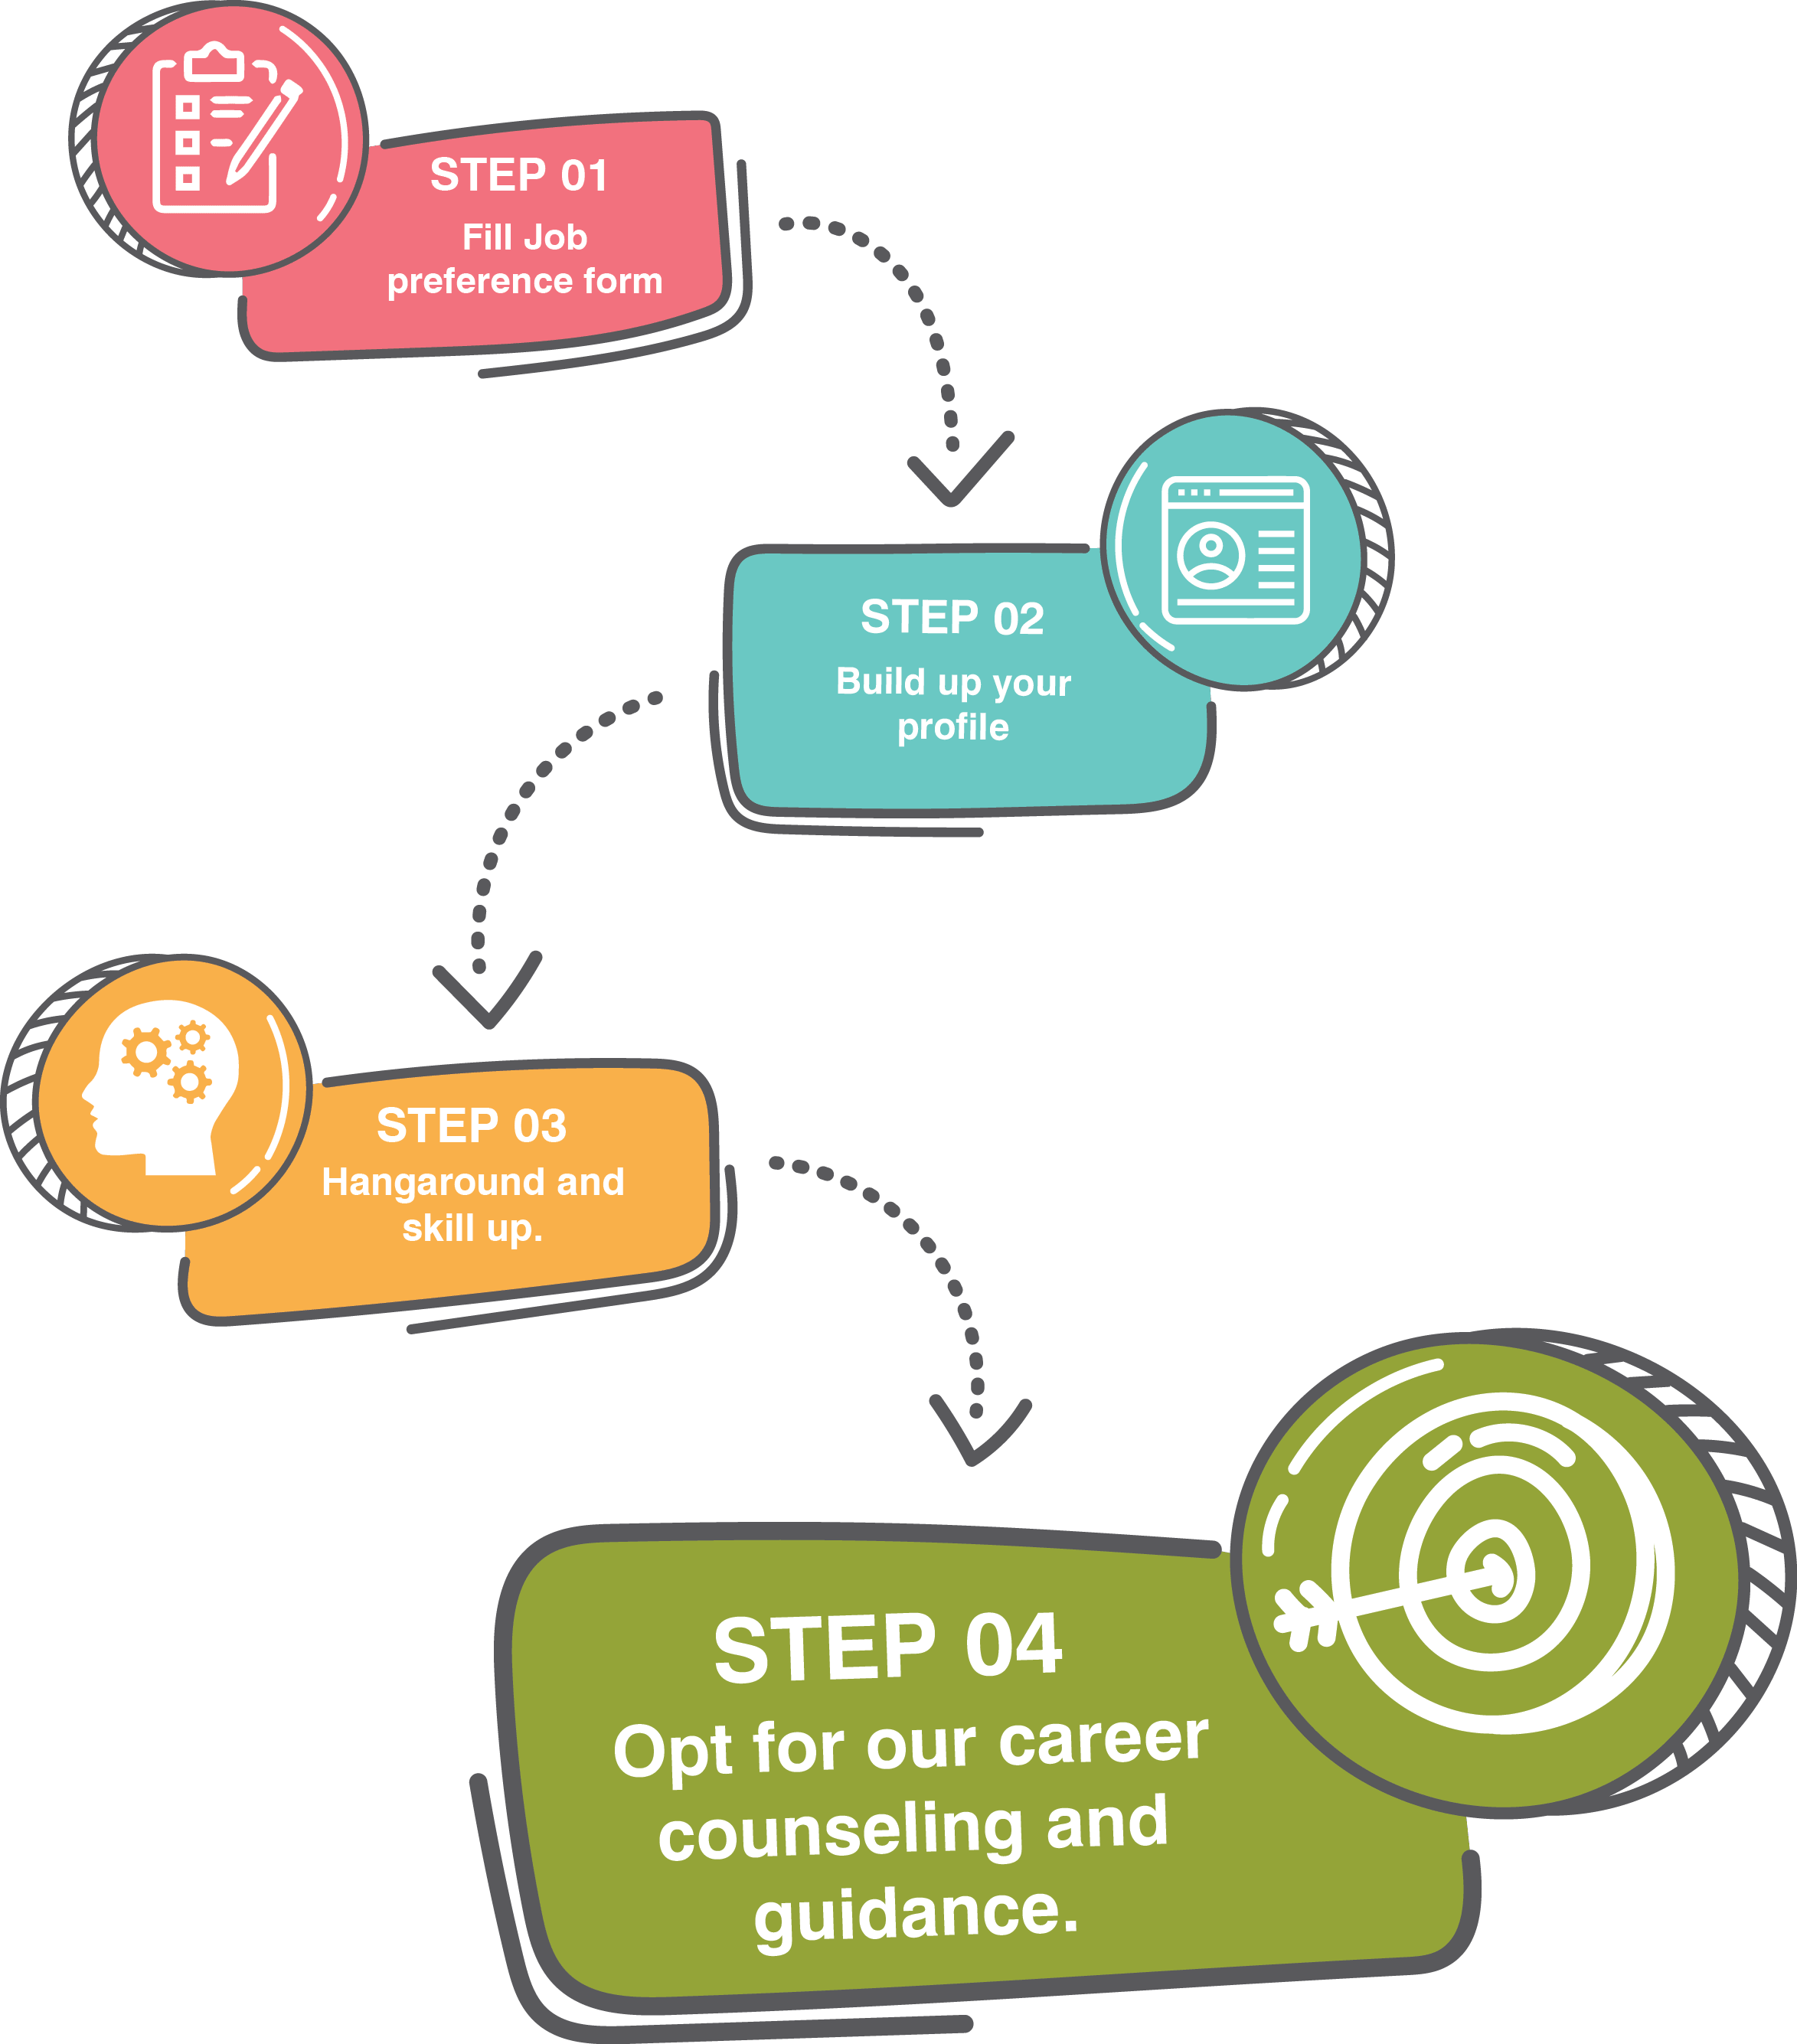 STEP 01
Fill Job
preference form
STEP 02
Build up your
profile
STEP 03
Hangaround and
skill up.
STEP 04
Opt for our career
counseling and
guidance.